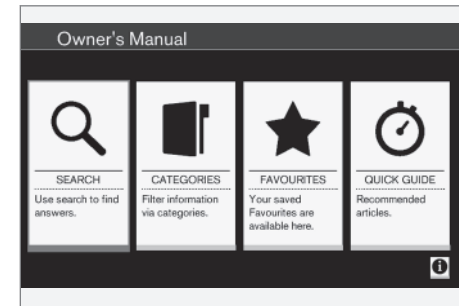 Owner's Manual
SEARCH
Use search to find
answers.
CATEGORIES
Filter information
via categories.
FAVOURITES
Your saved
Favourites are
available here.
QUICK GUIDE
Recommended
articles.
i